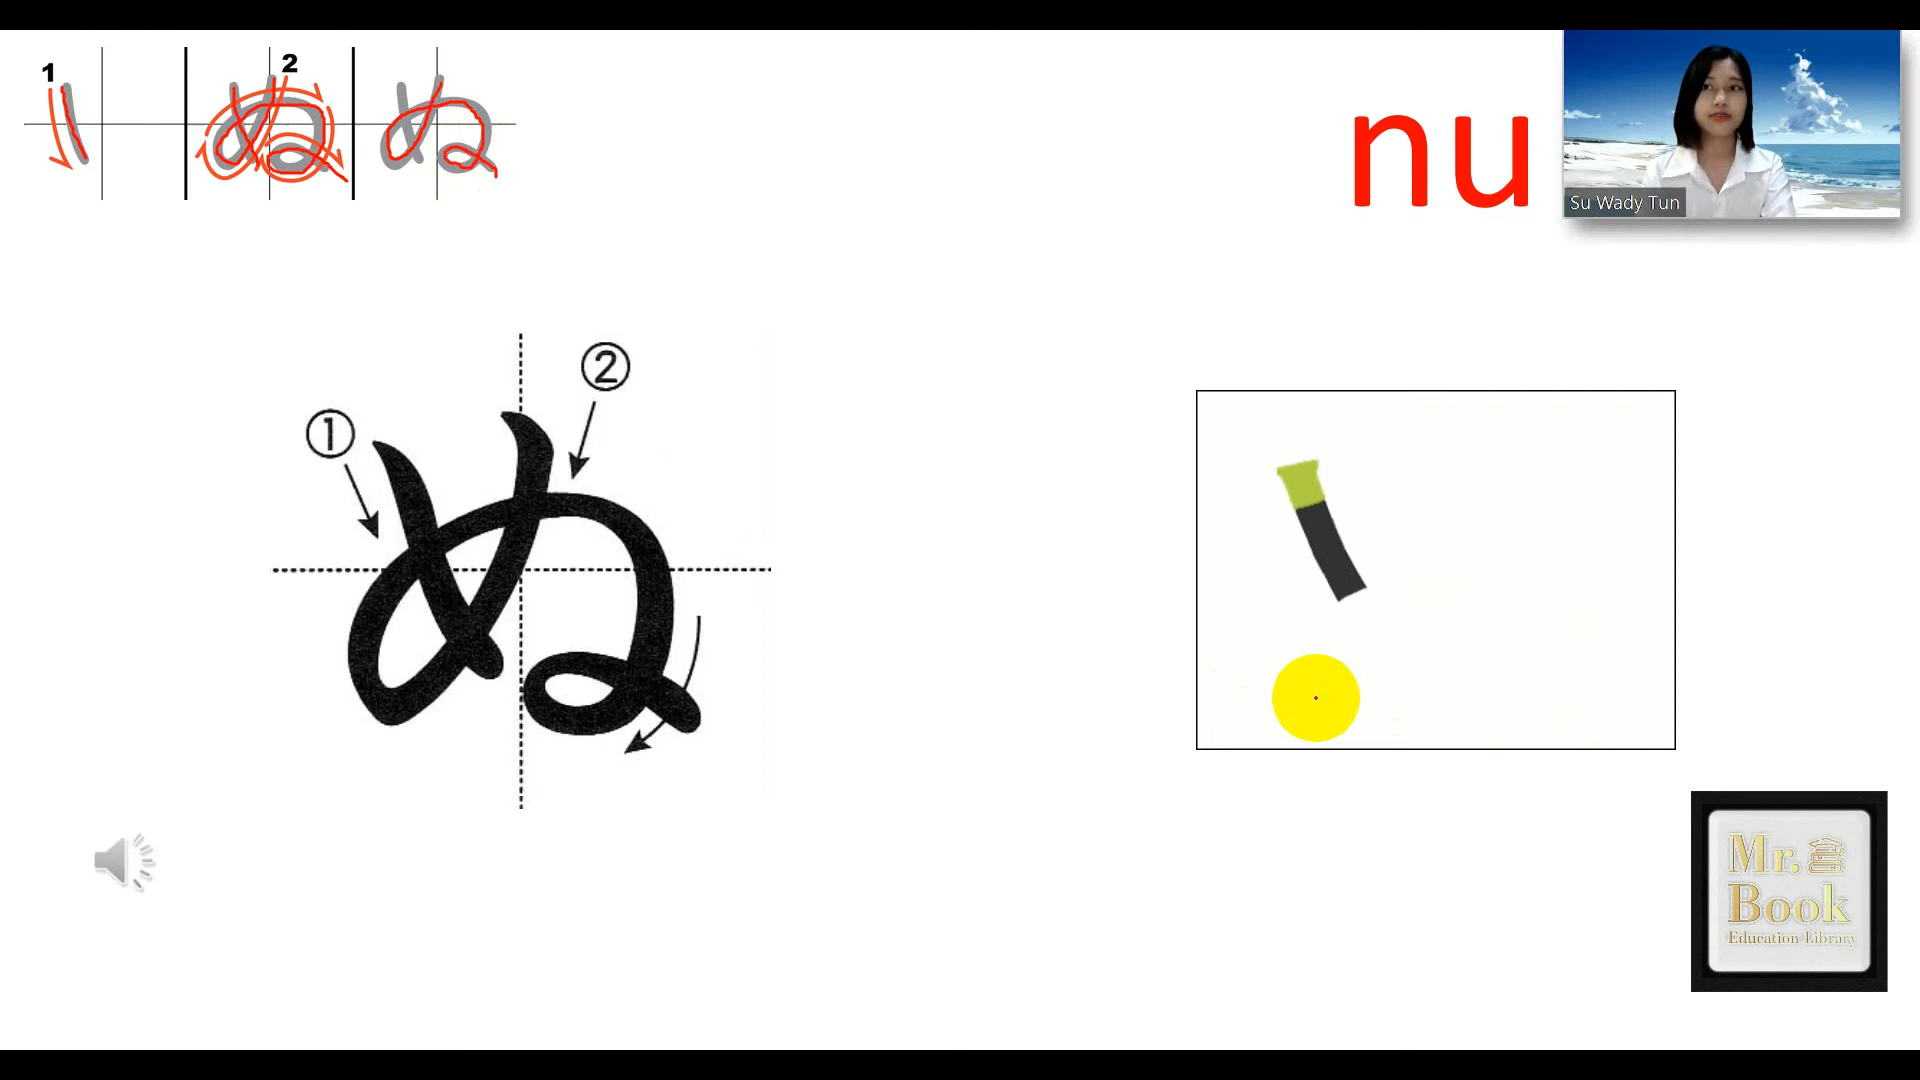 1
ぬ
2
ぬ
nu
Su Wady Tun
①
②
ぬ
Mr.
Book
Education Library